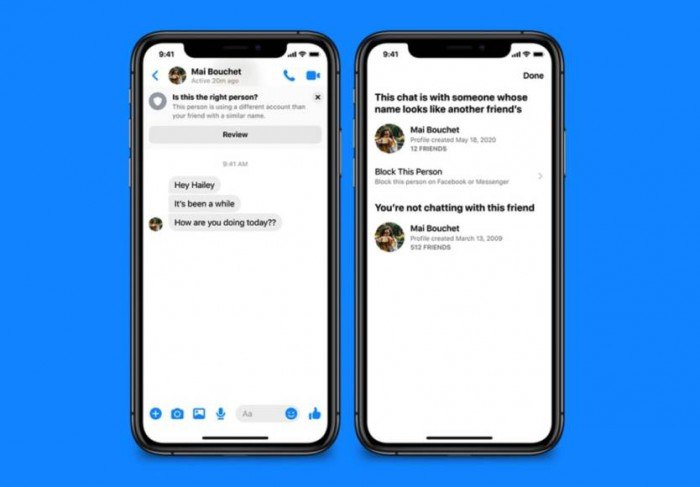 9:41
Mai Bouchet
Active 20m ago
Is this the right person?
This person is using a different account than
your friend with a similar name.
Review
9:41 AM
Hey Hailey
It's been a while
How are you doing today??
Aa
9:41
Done
This chat is with someone whose
name looks like another friend's
Mai Bouchet
Profile created May 18, 2020
12 FRIENDS
Block This Person
Block this person on Facebook or Messenger
You're not chatting with this friend
Mai Bouchet
Profile created March 13, 2009
512 FRIENDS